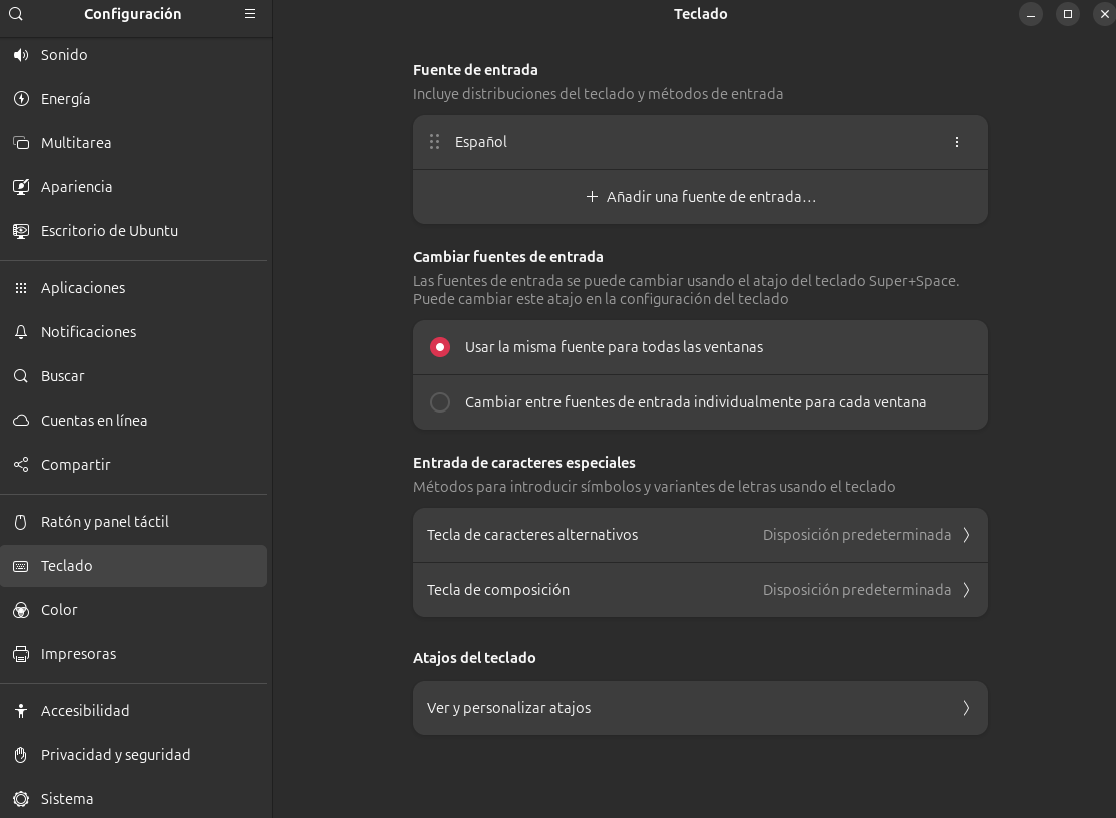 Configuración
Sonido
Energía
Multitarea
Apariencia
Escritorio de Ubuntu
Aplicaciones
Notificaciones
Buscar
Cuentas en línea
Compartir
Ratón y panel táctil
Teclado
Color
Impresoras
Accesibilidad
Privacidad y seguridad
Sistema
Teclado
Fuente de entrada
Incluye distribuciones del teclado y métodos de entrada
Español
+ Añadir una fuente de entrada…
Cambiar fuentes de entrada
Las fuentes de entrada se puede cambiar usando el atajo del teclado Super+Space.
Puede cambiar este atajo en la configuración del teclado
Usar la misma fuente para todas las ventanas
Cambiar entre fuentes de entrada individualmente para cada ventana
Entrada de caracteres especiales
Métodos para introducir símbolos y variantes de letras usando el teclado
Tecla de caracteres alternativos Disposición predeterminada
Tecla de composición Disposición predeterminada
Atajos del teclado
Ver y personalizar atajos